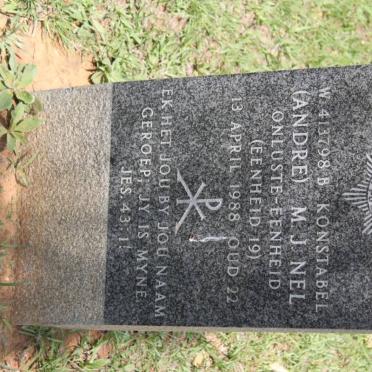 W.413798B KONSTABEL
(ANDRE) M.J. NEL
ONLUSTE-EENHEID
(EENHEID 19)
13 APRIL 1988 OUD 22
EK HET JOU BY JOU NAAM
GEROEP; JY IS MYNE.
JES. 43:1